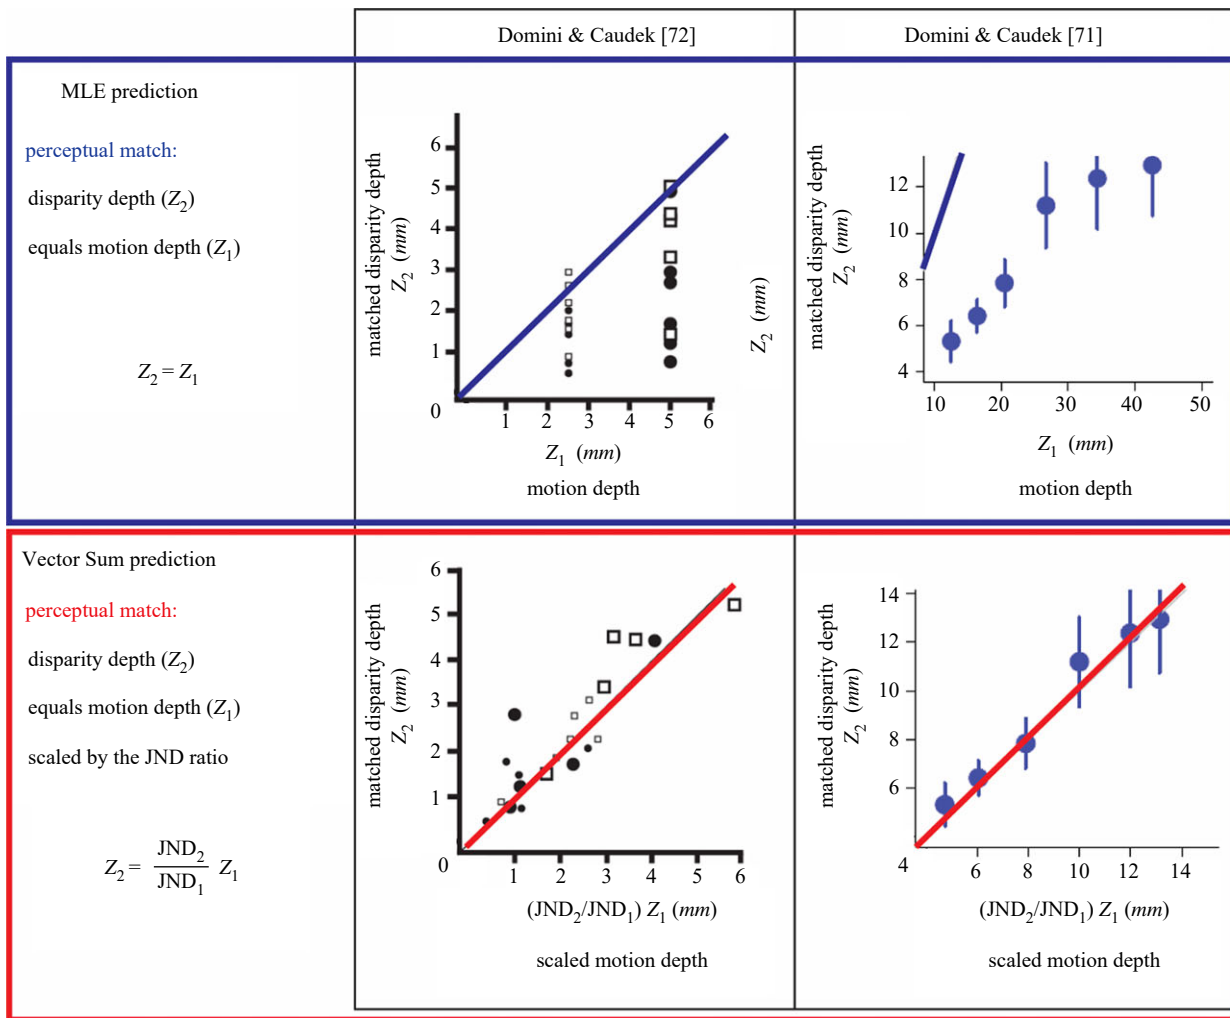 Domini & Caudek [72]
Domini & Caudek [71]
MLE prediction
perceptual match:
disparity depth (Z2)
equals motion depth (Z1)
Z2 = Z1
matched disparity depth
Z2 (mm)
6
5
4
3
2
1
0
1 2 3 4 5 6
Z1 (mm)
motion depth
Z2 (mm)
matched disparity depth
Z2 (mm)
12
10
8
6
4
10 20 30 40 50
Z1 (mm)
motion depth
Vector Sum prediction
perceptual match:
disparity depth (Z2)
equals motion depth (Z1)
scaled by the JND ratio
Z2 = JND2/JND1 Z1
matched disparity depth
Z2 (mm)
6
5
4
3
2
1
0
1 2 3 4 5 6
(JND2/JND1) Z1 (mm)
scaled motion depth
matched disparity depth
Z2 (mm)
14
12
10
8
6
4
6 8 10 12 14
(JND2/JND1) Z1 (mm)
scaled motion depth